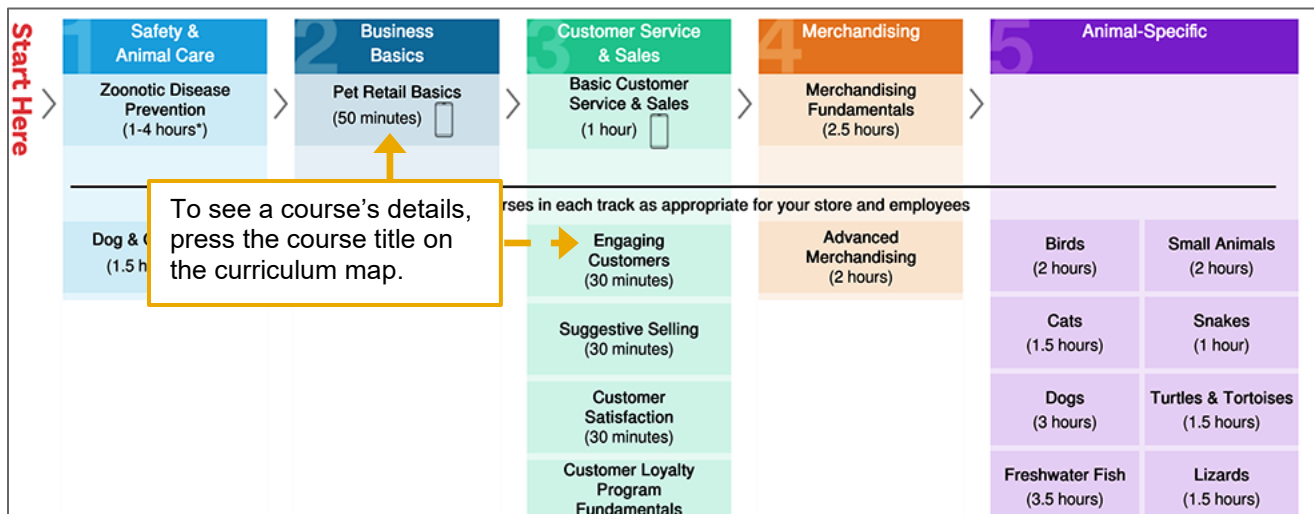 Start Here
1
Safety &
Animal Care
Zoonotic Disease
Prevention
(1-4 hours*)
2
Business
Basics
Pet Retail Basics
(50 minutes)
3
Customer Service
& Sales
Basic Customer
Service & Sales
(1 hour)
4
Merchandising
Merchandising
Fundamentals
(2.5 hours)
5
Animal-Specific
in each track as appropriate for your store and employees
To see a course's details,
press the course title on
the curriculum map.
Dog &
(1.5
Engaging
Customers
(30 minutes)
Suggestive Selling
(30 minutes)
Customer
Satisfaction
(30 minutes)
Customer Loyalty
Program
Fundamentals
Advanced
Merchandising
(2 hours)
Birds
(2 hours)
Small Animals
(2 hours)
Cats
(1.5 hours)
Snakes
(1 hour)
Dogs
(3 hours)
Turtles & Tortoises
(1.5 hours)
Freshwater Fish
(3.5 hours)
Lizards
(1.5 hours)